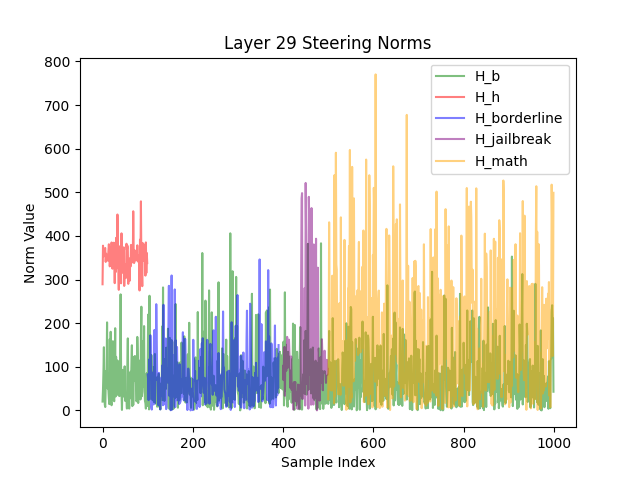 Layer 29 Steering Norms
Norm Value
800
700
600
500
400
300
200
100
0
H_b
H_h
H_borderline
H_jailbreak
H_math
0 200 400 600 800 1000
Sample Index